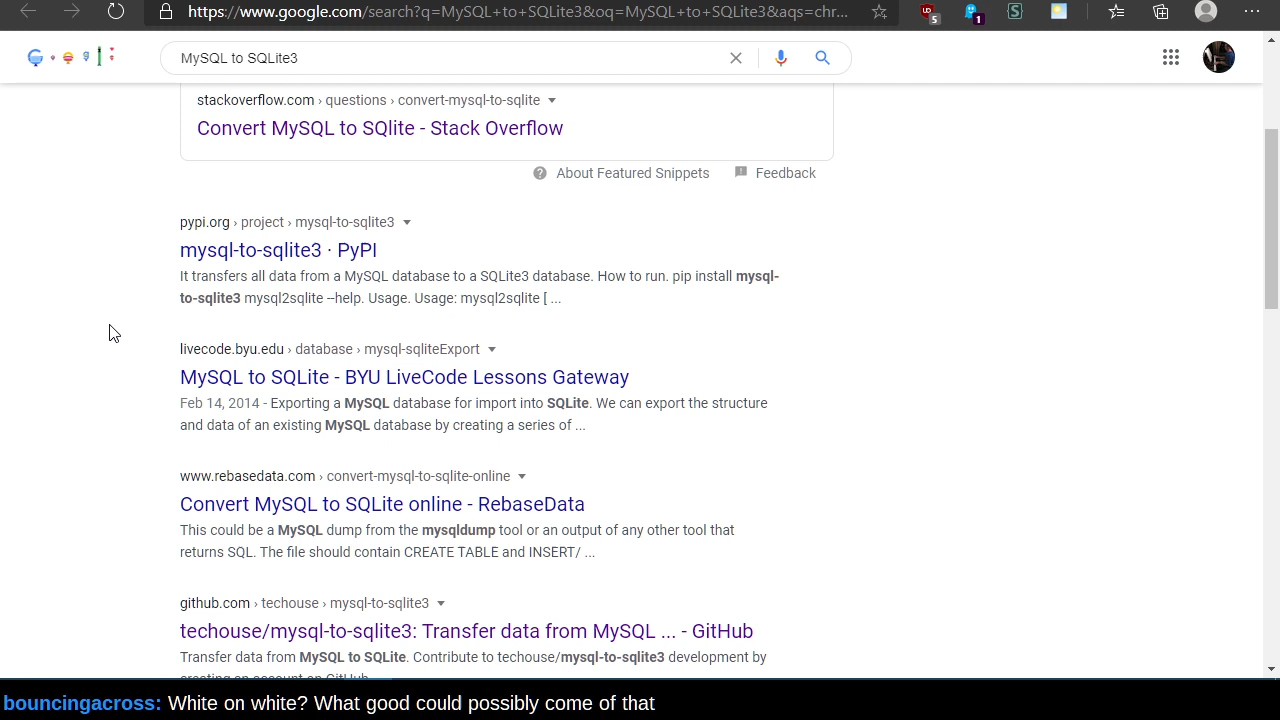 https://www.google.com/search?q=MySQL+to+SQLite3&oq=MySQL+to+SQLite3&aqs=chr...
5
1
MySQL to SQLite3
stackoverflow.com › questions › convert-mysql-to-sqlite
Convert MySQL to SQlite - Stack Overflow
About Featured Snippets
Feedback
pypi.org › project › mysql-to-sqlite3
mysql-to-sqlite3 · PyPI
It transfers all data from a MySQL database to a SQLite3 database. How to run. pip install mysql-
to-sqlite3 mysql2sqlite --help. Usage. Usage: mysql2sqlite [ ...
livecode.byu.edu › database › mysql-sqliteExport
MySQL to SQLite - BYU LiveCode Lessons Gateway
Feb 14, 2014 - Exporting a MySQL database for import into SQLite. We can export the structure
and data of an existing MySQL database by creating a series of ...
www.rebasedata.com › convert-mysql-to-sqlite-online
Convert MySQL to SQLite online - RebaseData
This could be a MySQL dump from the mysqldump tool or an output of any other tool that
returns SQL. The file should contain CREATE TABLE and INSERT/ ...
github.com › techouse › mysql-to-sqlite3
techouse/mysql-to-sqlite3: Transfer data from MySQL ... - GitHub
Transfer data from MySQL to SQLite. Contribute to techouse/mysql-to-sqlite3 development by
creating an account on GitHub.
bouncingacross: White on white? What good could possibly come of that